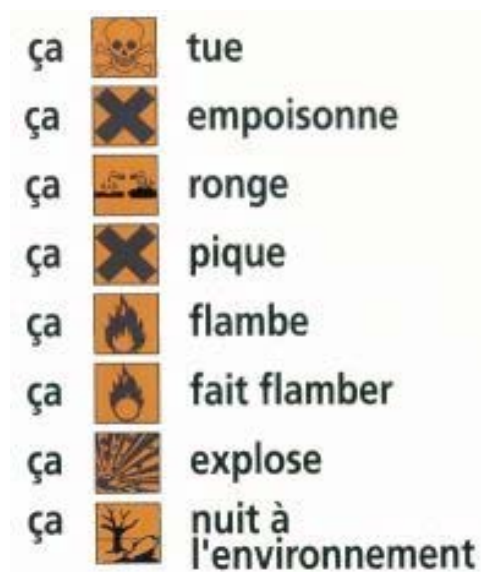 ça tue
ça empoisonne
ça ronge
ça pique
ça flambe
ça fait flamber
ça explose
ça nuit à
l'environnement